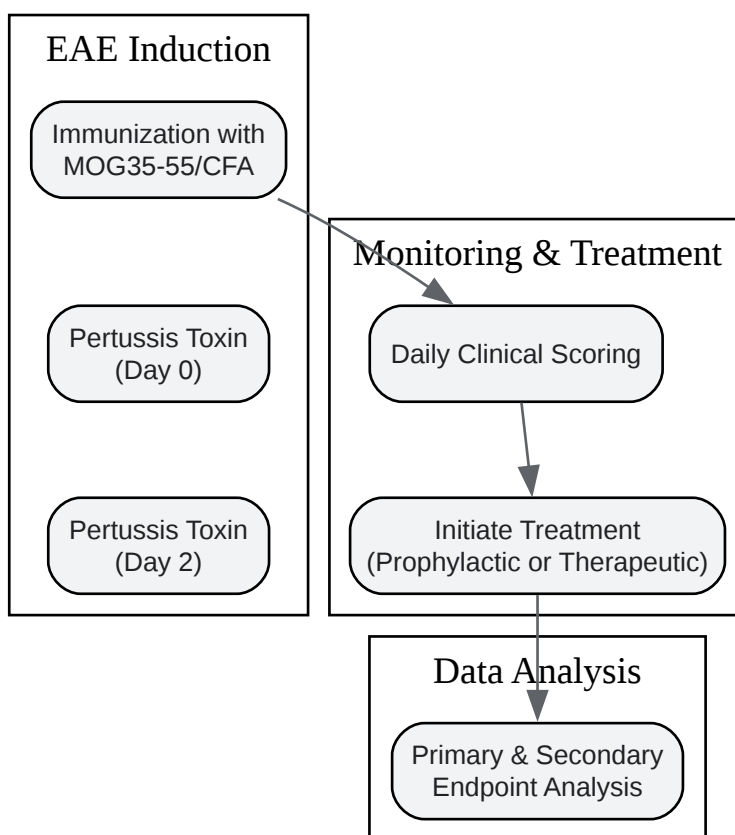 EAE Induction
Immunization with
MOG35-55/CFA
Pertussis Toxin
(Day 0)
Pertussis Toxin
(Day 2)
Monitoring & Treatment
Daily Clinical Scoring
Initiate Treatment
(Prophylactic or Therapeutic)
Data Analysis
Primary & Secondary
Endpoint Analysis